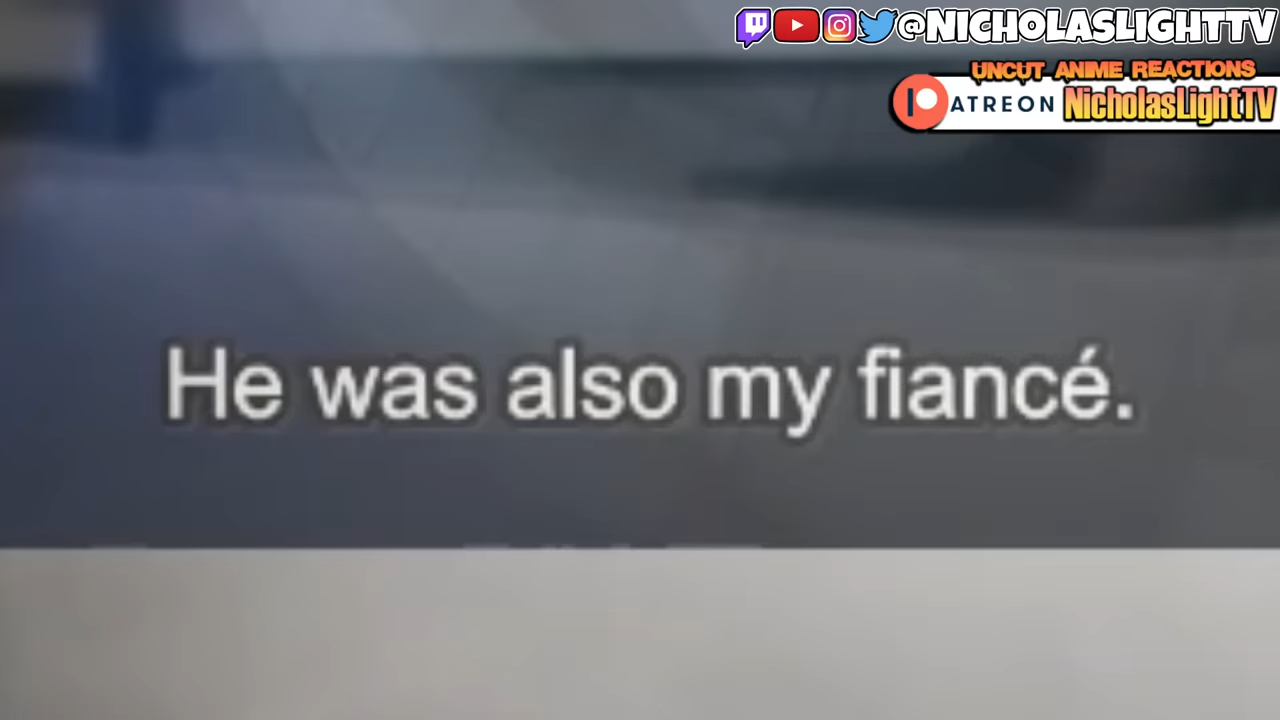 @NICHOLASLIGHTTV
UNCUT ANIME REACTIONS
PATREON NicholasLightTV
He was also my fiancé.